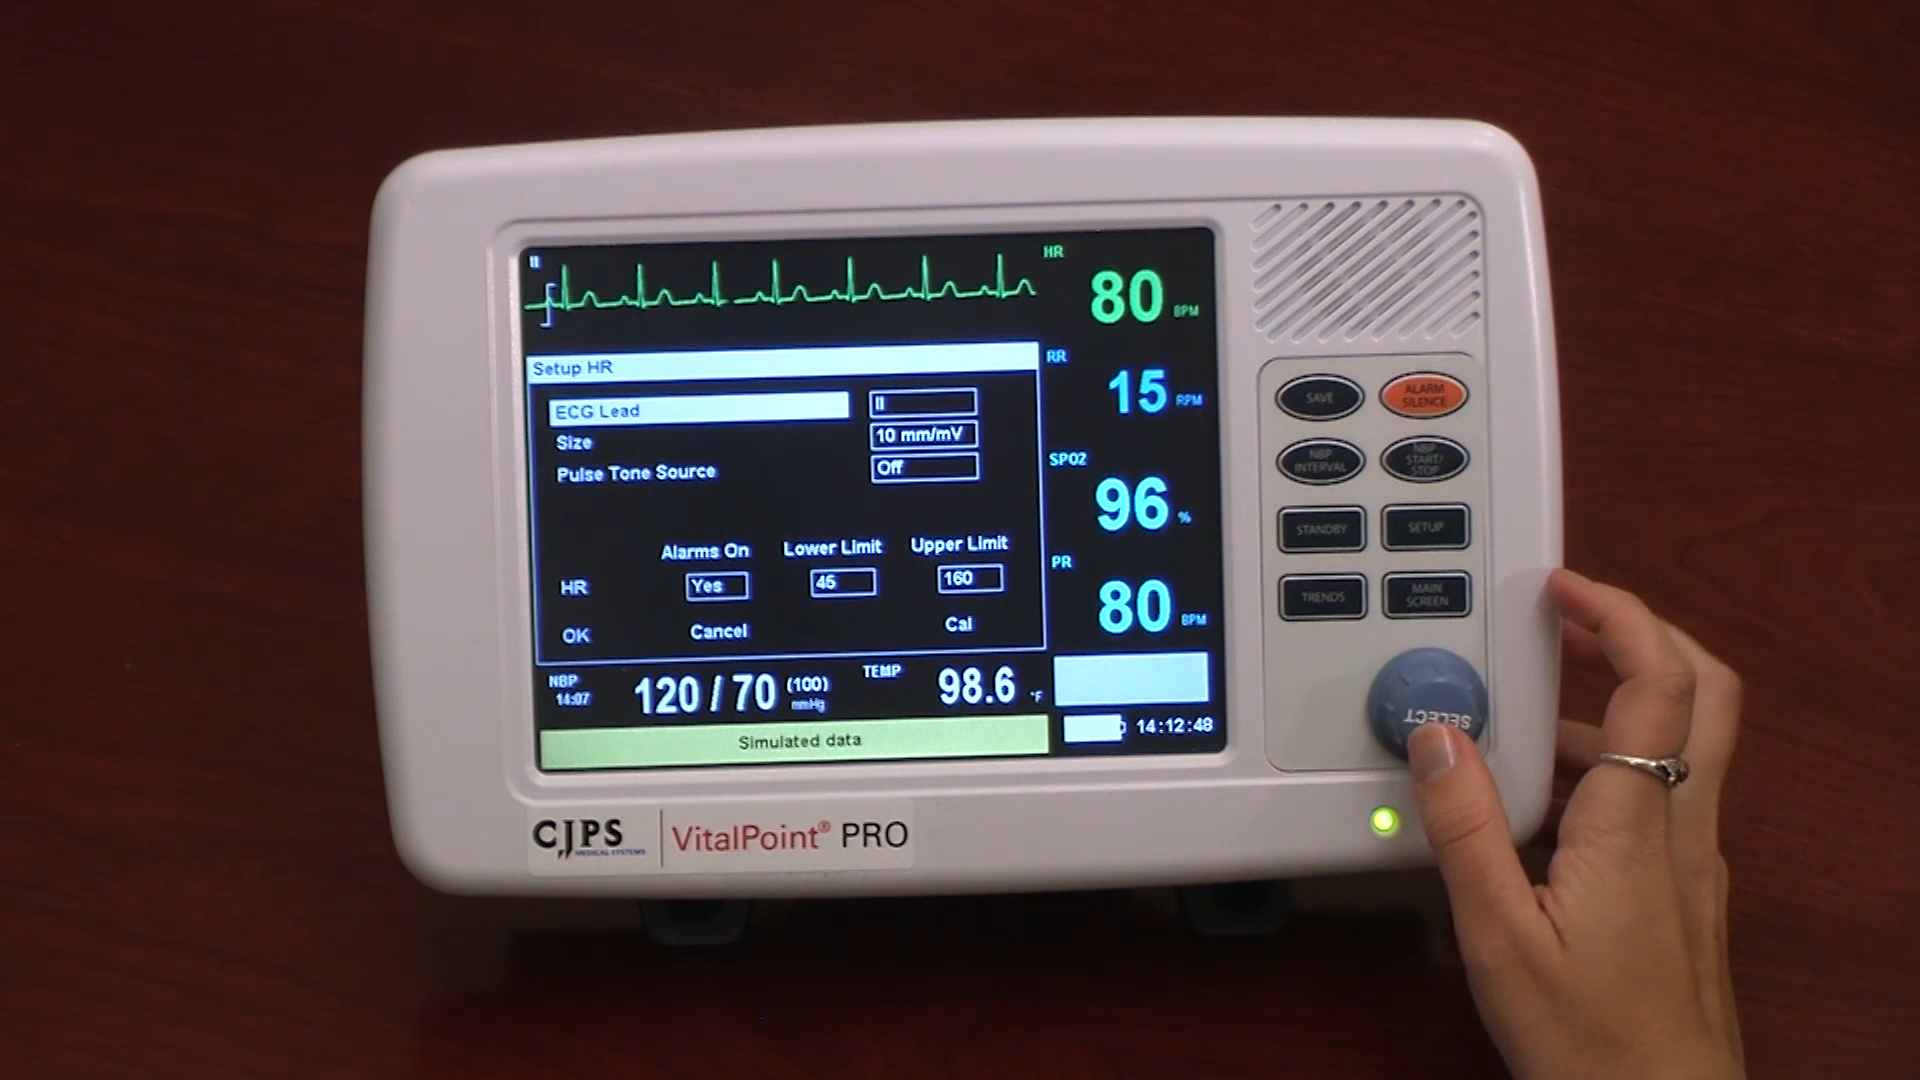 II
HR
80 BPM
Setup HR
ECG Lead II
Size 10 mm/mV
Pulse Tone Source Off
Alarms On Lower Limit Upper Limit
HR Yes 45 160
OK Cancel Cal
RR
15 RPM
SPO2
96 %
PR
80 BPM
NBP
14:07
120 / 70 (100)
mmHg
TEMP
98.6 °F
Simulated data
14:12:48
SAVE
ALARM
SILENCE
NBP
INTERVAL
NBP
START/
STOP
STANDBY
SETUP
TRENDS
MAIN
SCREEN
SELECT
CJPS
MEDICAL SYSTEMS
VitalPoint® PRO